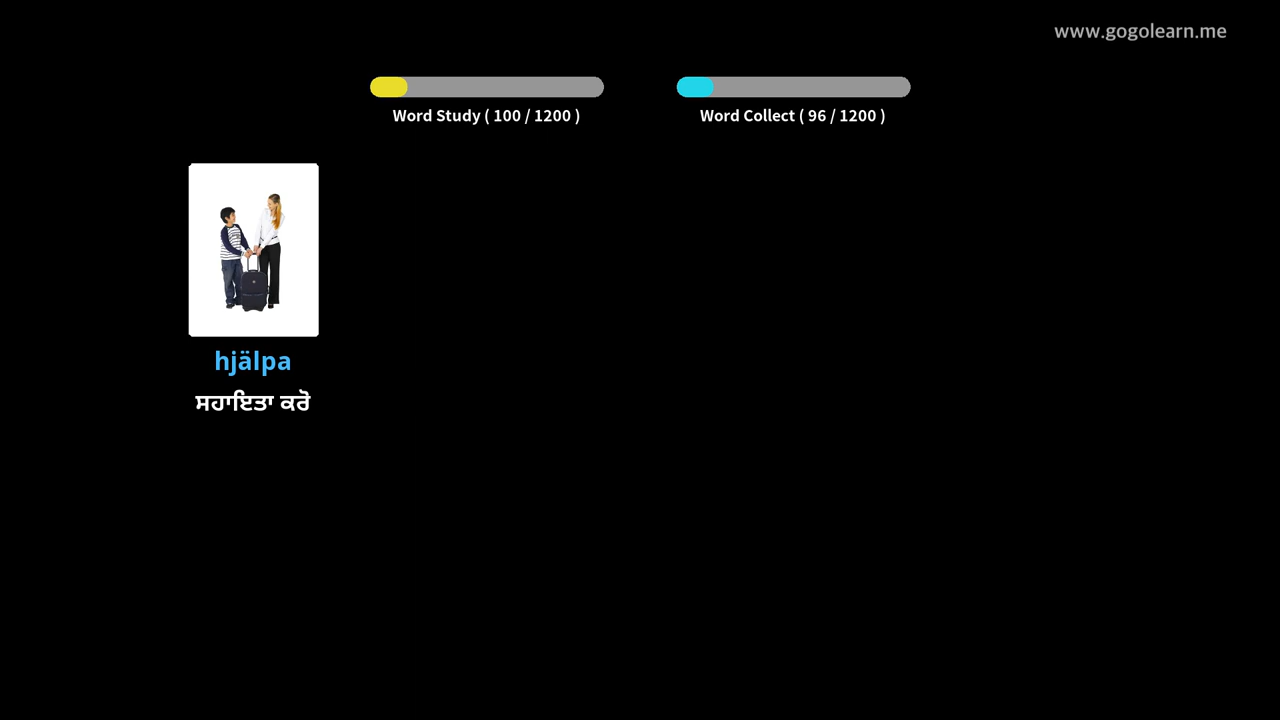 www.gogolearn.me
Word Study ( 100 / 1200 )
Word Collect ( 96 / 1200 )
hjälpa
ਸਹਾਇਤਾ ਕਰੋ